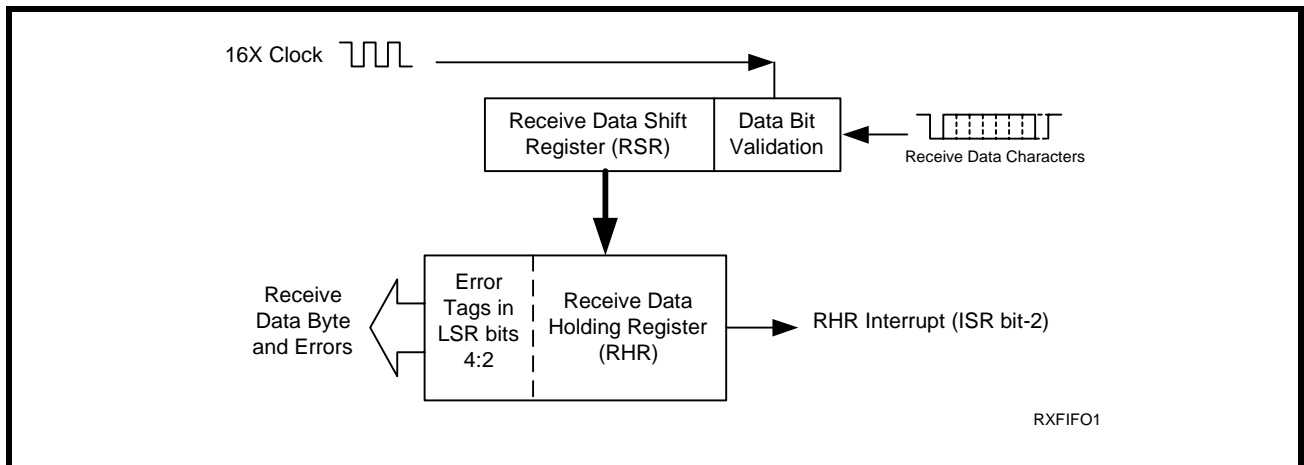 16X Clock
Receive Data Shift
Register (RSR)
Data Bit
Validation
Receive Data Characters
Receive
Data Byte
and Errors
Error
Tags in
LSR bits
4:2
Receive Data
Holding Register
(RHR)
RHR Interrupt (ISR bit-2)
RXFIFO1